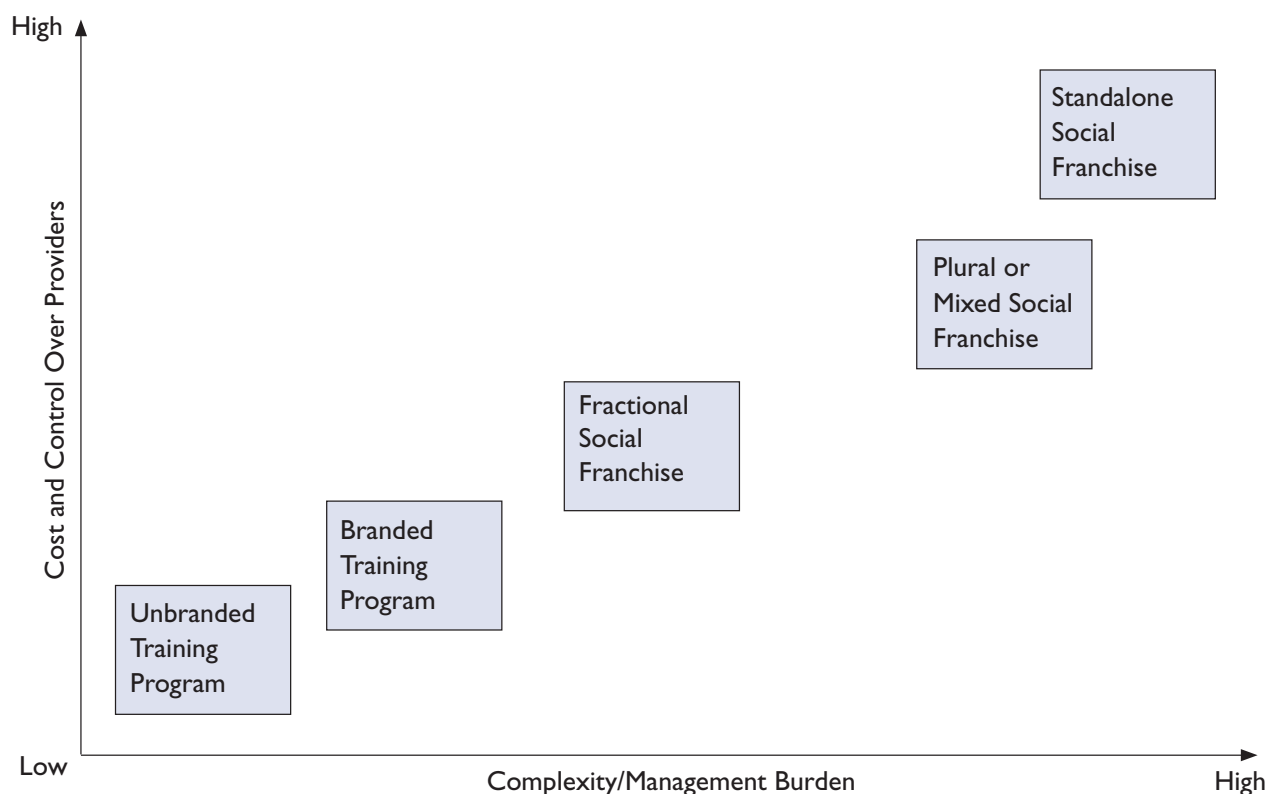 High
Standalone
Social
Franchise
Plural or
Mixed Social
Franchise
Cost and Control Over Providers
Fractional
Social
Franchise
Branded
Training
Program
Unbranded
Training
Program
Low
Complexity/Management Burden
High